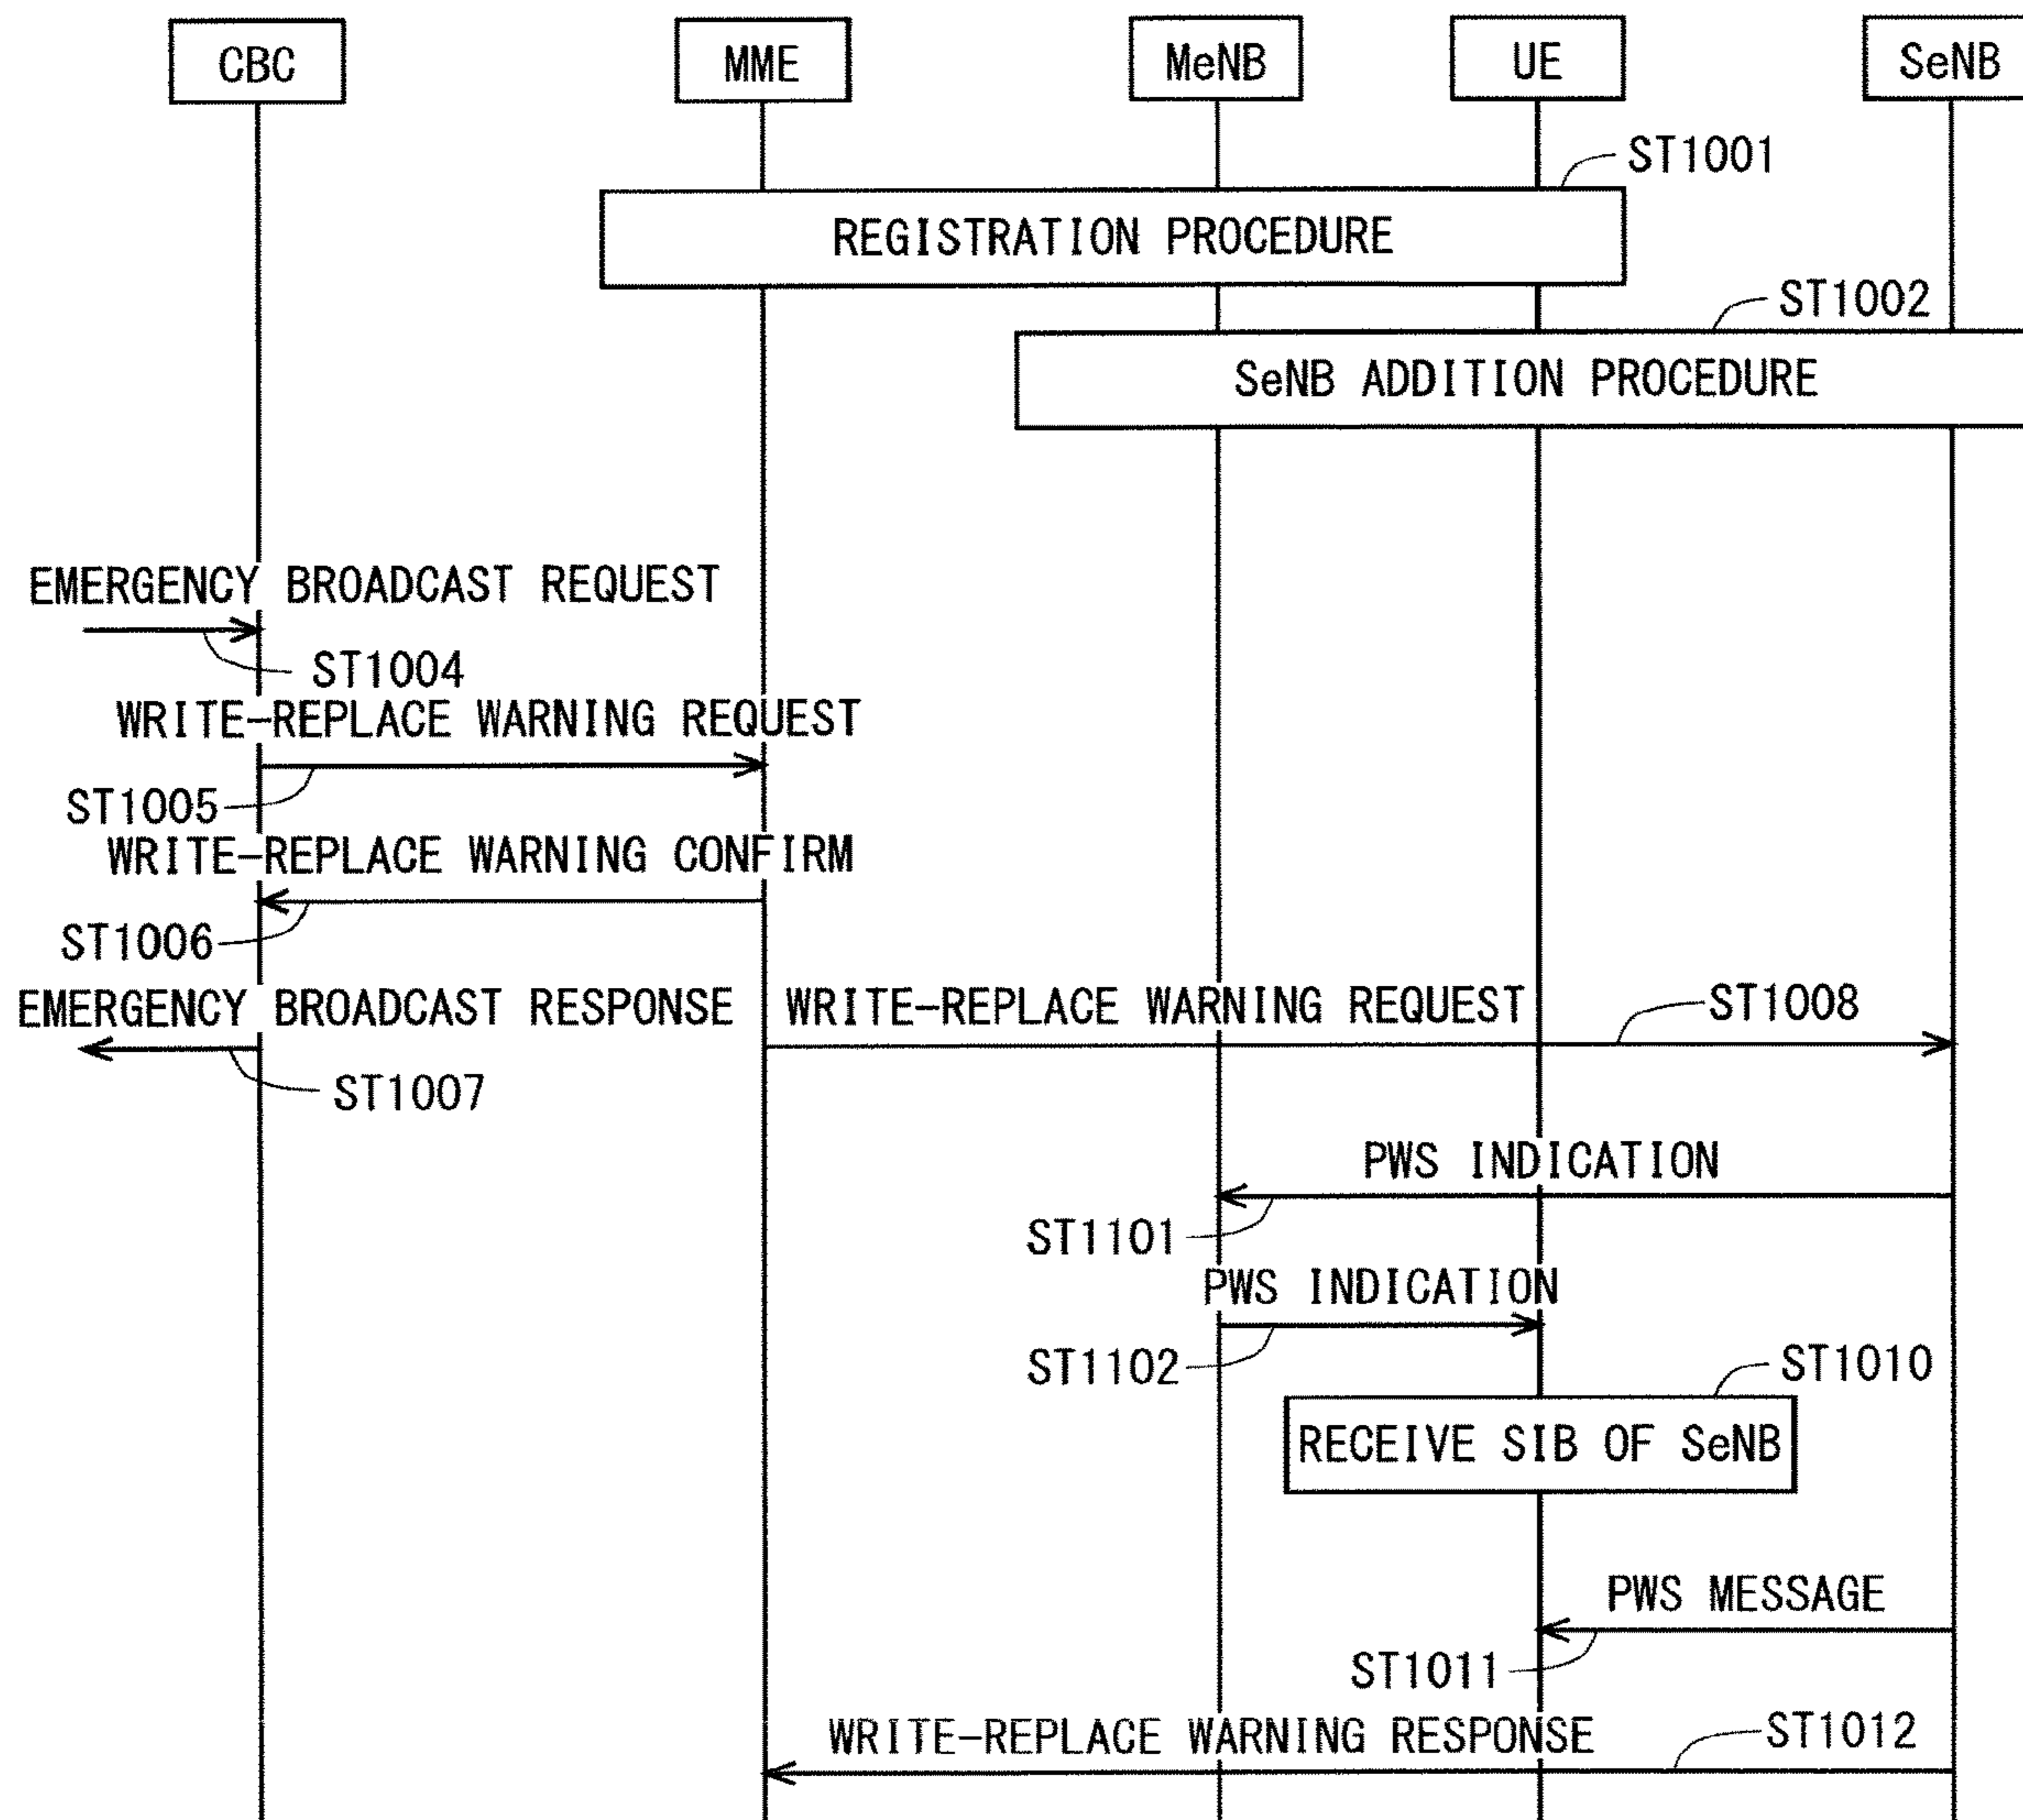 CBC
MME
MeNB
UE
SeNB
ST1001
REGISTRATION PROCEDURE
ST1002
SeNB ADDITION PROCEDURE
EMERGENCY BROADCAST REQUEST
ST1004
WRITE-REPLACE WARNING REQUEST
ST1005
WRITE-REPLACE WARNING CONFIRM
ST1006
EMERGENCY BROADCAST RESPONSE
WRITE-REPLACE WARNING REQUEST
ST1008
ST1007
PWS INDICATION
ST1101
PWS INDICATION
ST1102
ST1010
RECEIVE SIB OF SeNB
PWS MESSAGE
ST1011
WRITE-REPLACE WARNING RESPONSE
ST1012